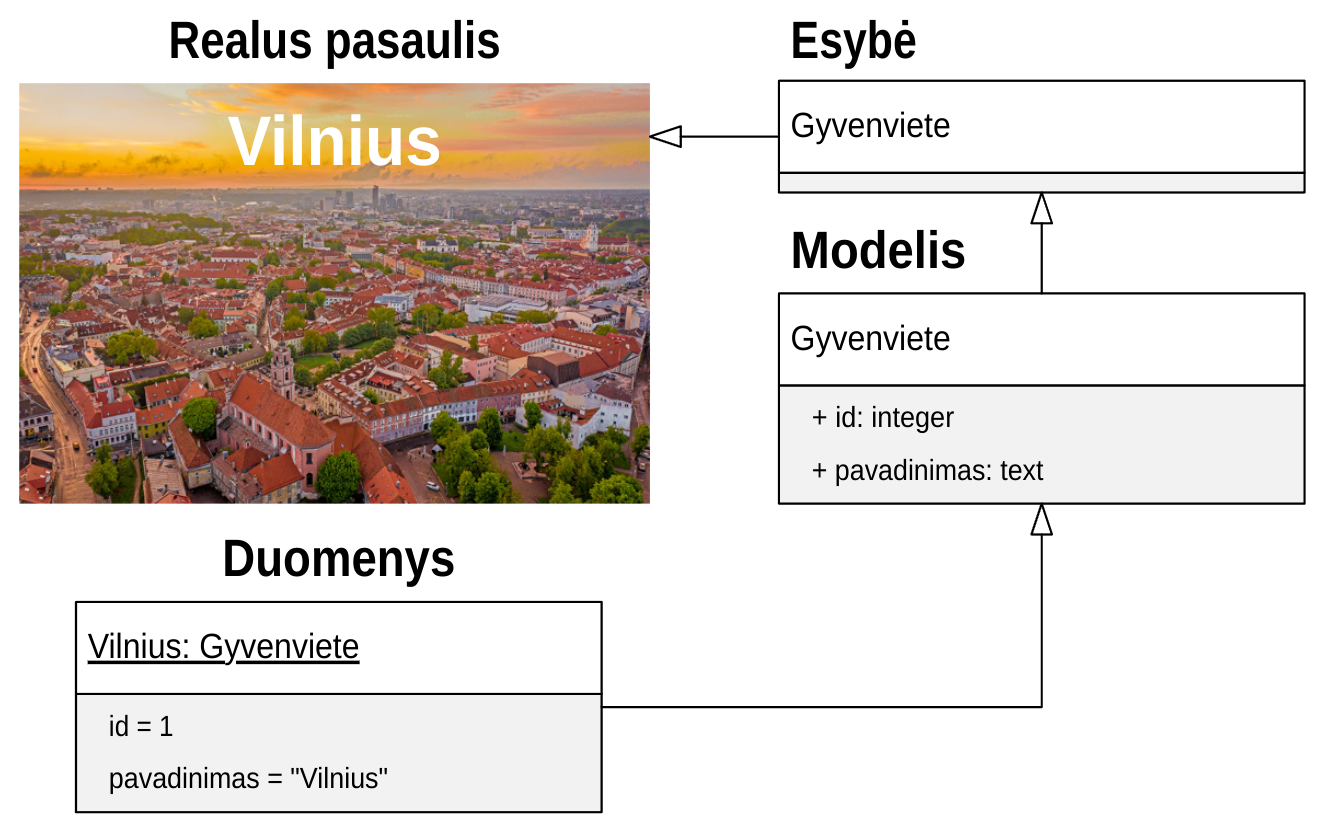 Realus pasaulis
Vilnius
Esybė
Gyvenviete
Modelis
Gyvenviete
+ id: integer
+ pavadinimas: text
Duomenys
Vilnius: Gyvenviete
id = 1
pavadinimas = "Vilnius"